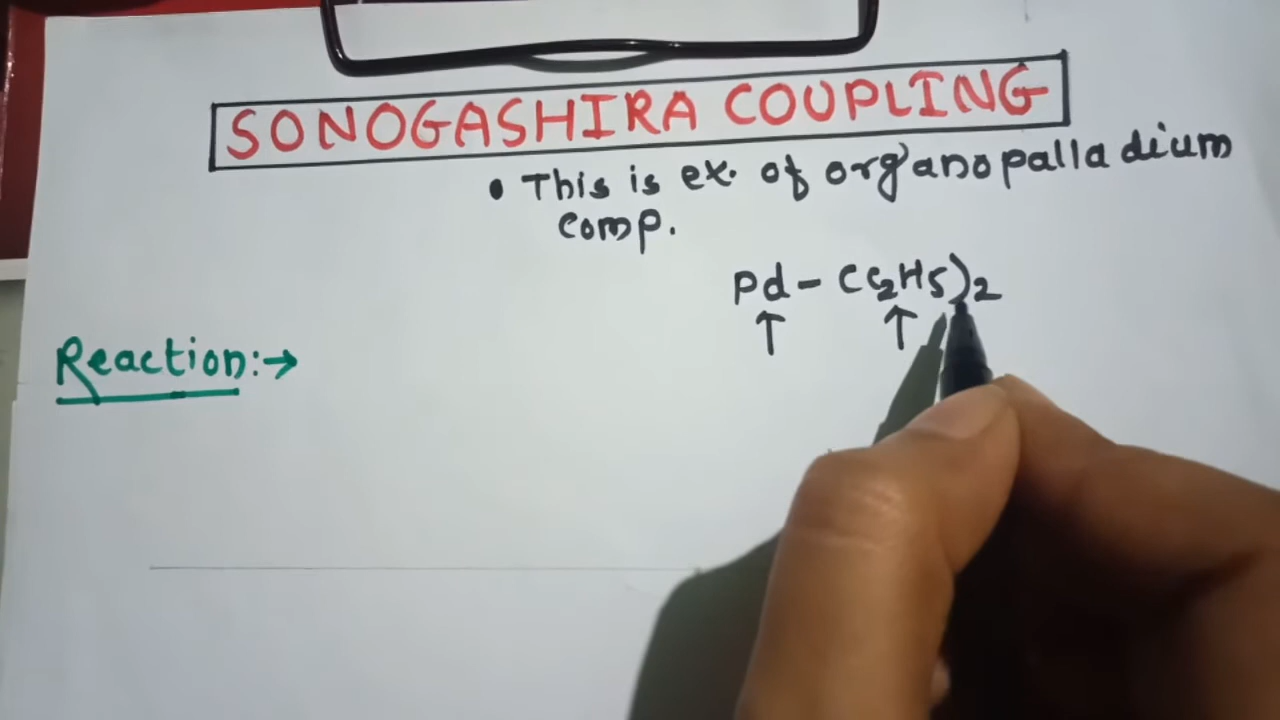 SONOGASHIRA COUPLING
• This is ex. of organopalladium
comp.
Pd - (C₂H5)₂
↑ ↑
Reaction:→